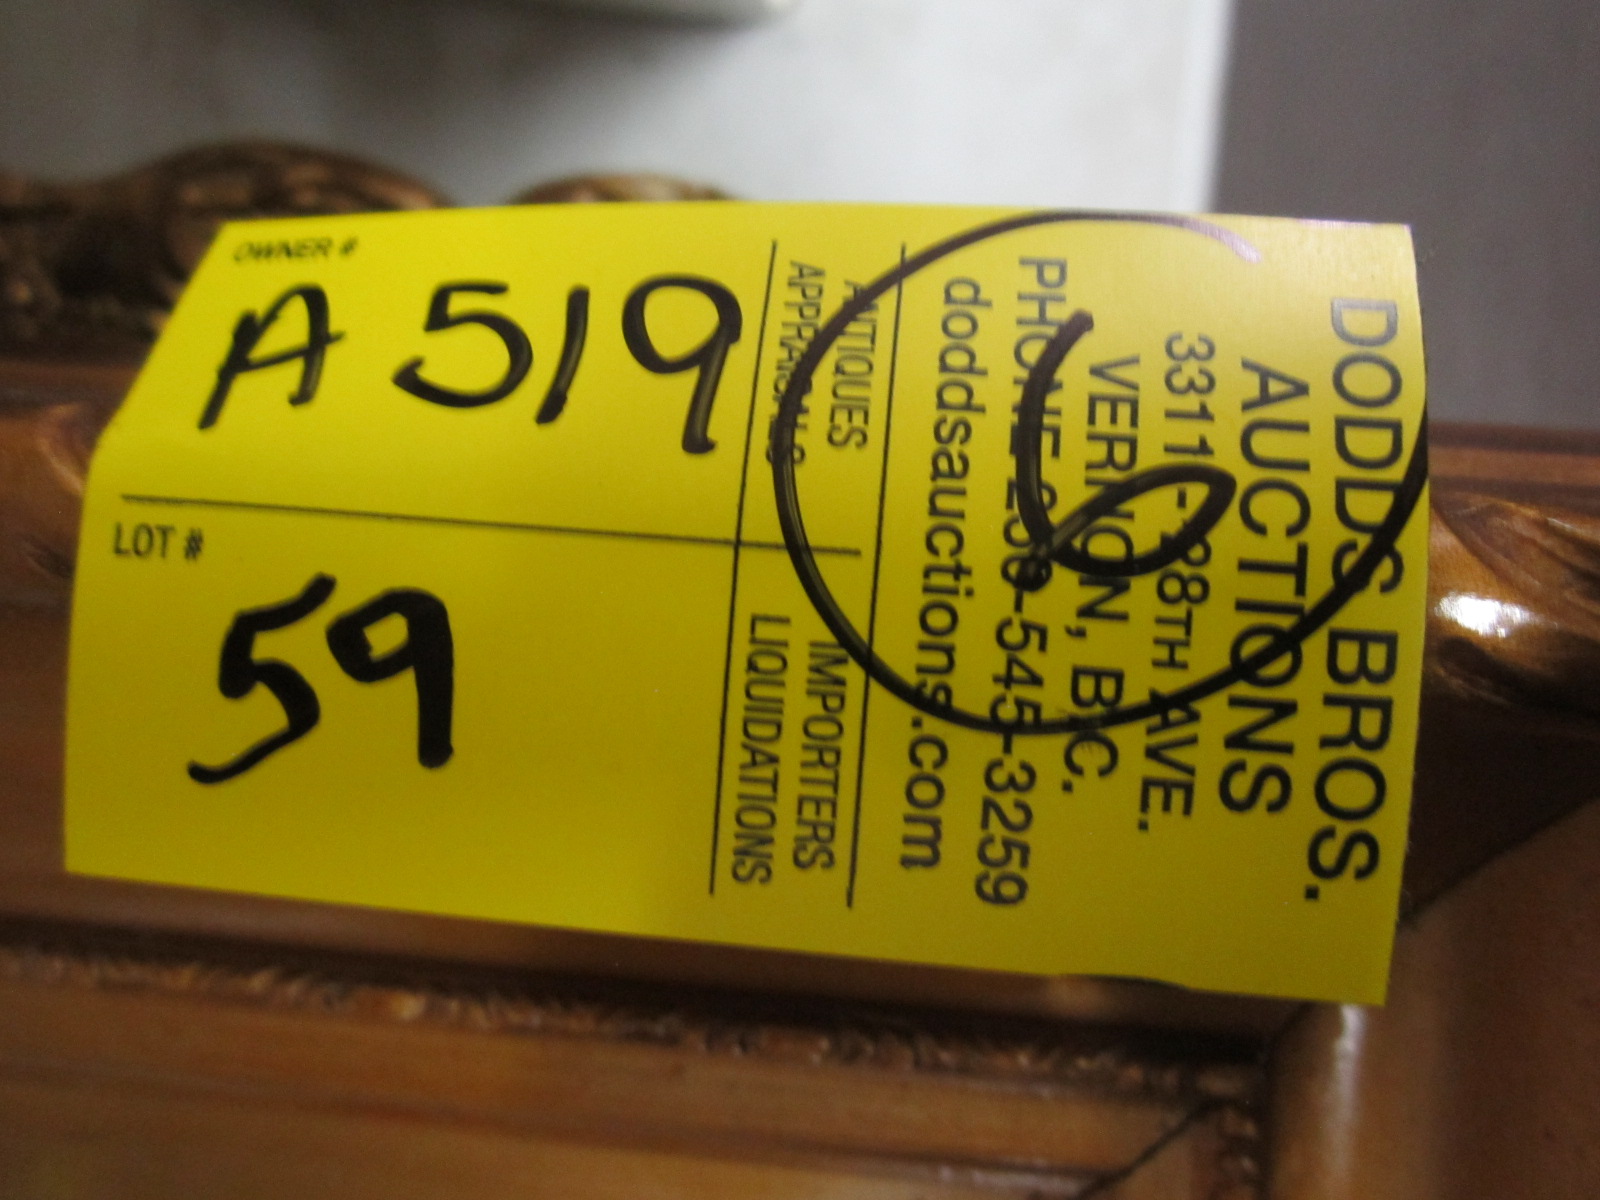 DODDS BROS.
AUCTIONS
3311 - 28TH AVE.
VERNON, B.C.
PHONE 250-545-3259
doddsauctions.com
6
ANTIQUES IMPORTERS
APPRAISALS LIQUIDATIONS
OWNER #
A 519
LOT #
59